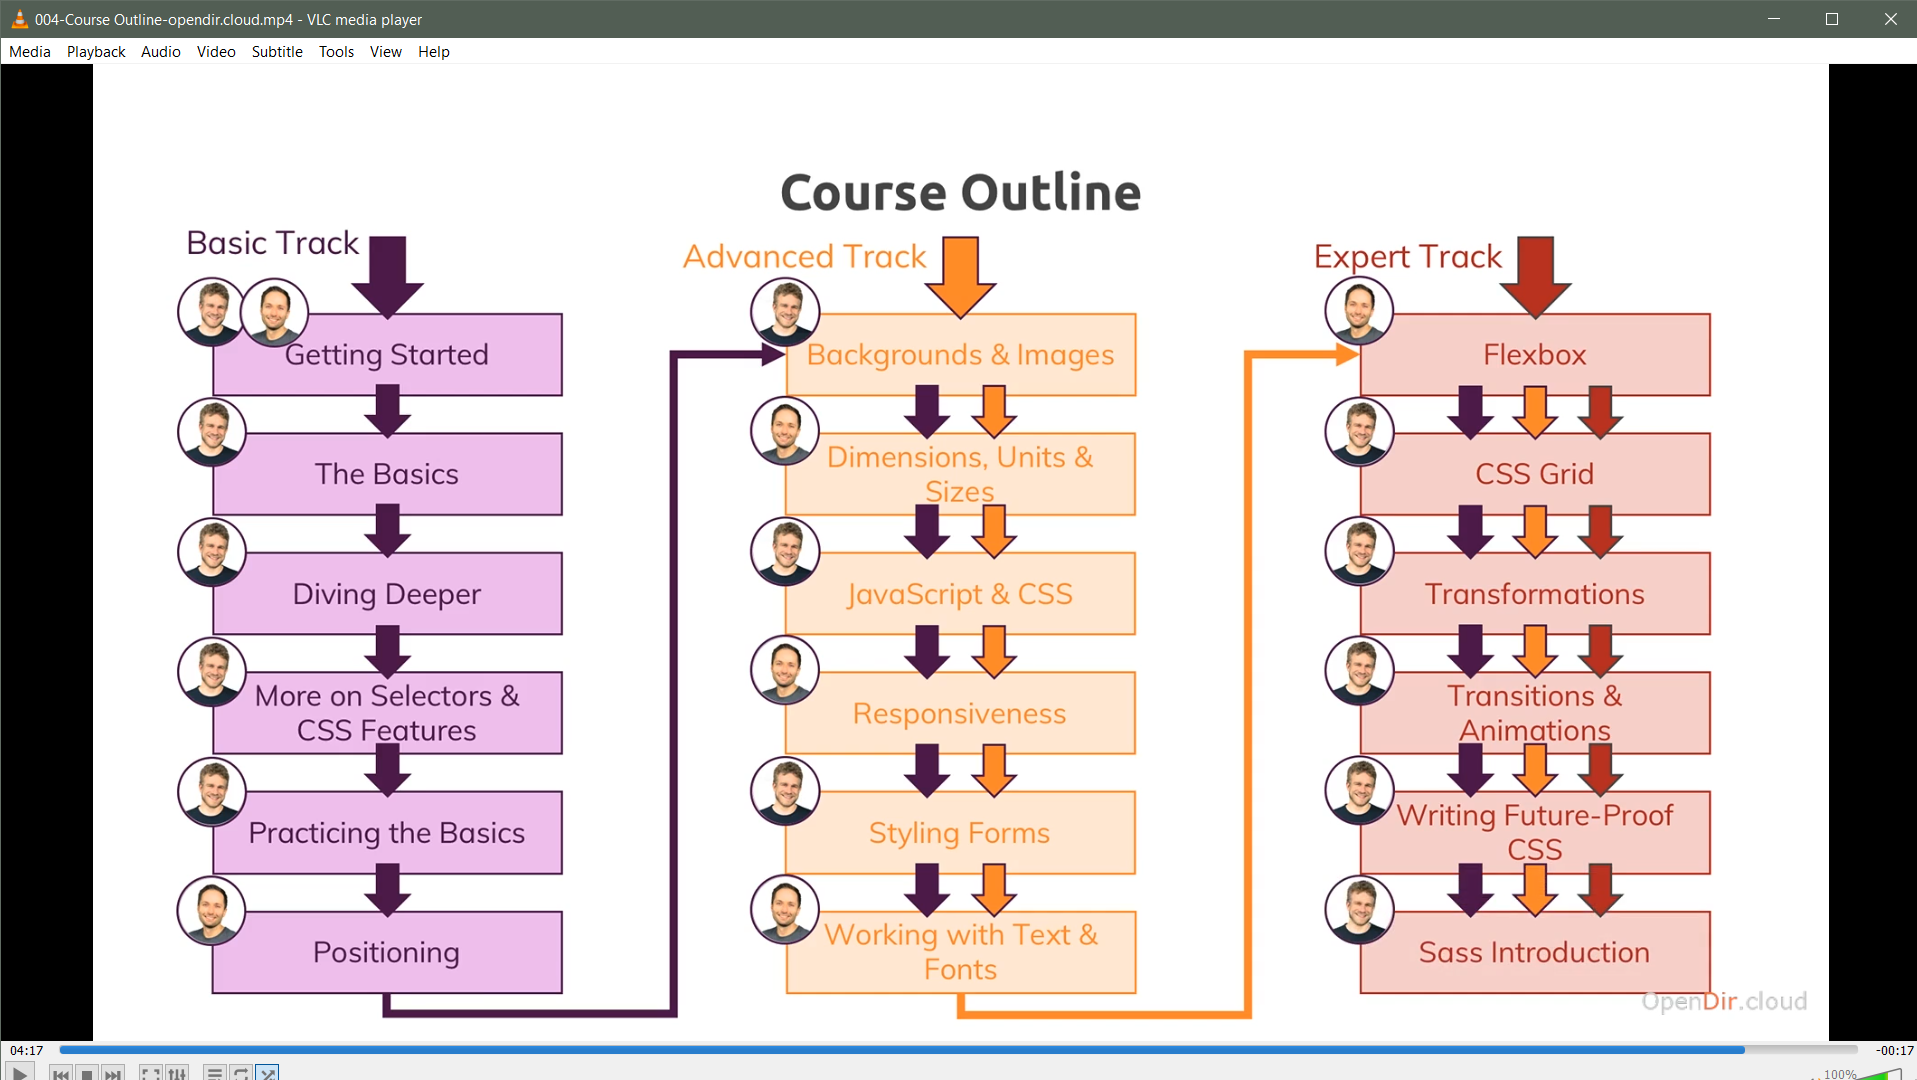 004-Course Outline-opendir.cloud.mp4 - VLC media player
Media Playback Audio Video Subtitle Tools View Help
Course Outline
Basic Track
Getting Started
The Basics
Diving Deeper
More on Selectors &
CSS Features
Practicing the Basics
Positioning
Advanced Track
Backgrounds & Images
Dimensions, Units &
Sizes
JavaScript & CSS
Responsiveness
Styling Forms
Working with Text &
Fonts
Expert Track
Flexbox
CSS Grid
Transformations
Transitions &
Animations
Writing Future-Proof
CSS
Sass Introduction
OpenDir.cloud
04:17
-00:17
100%